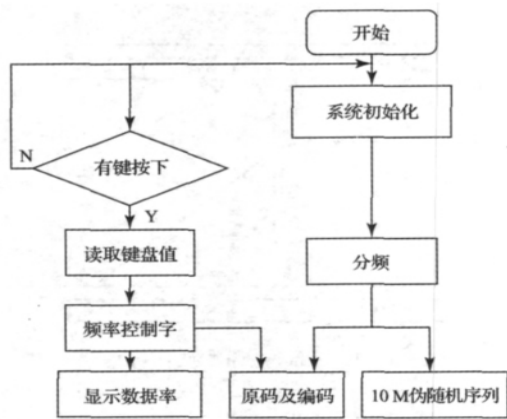 开始
系统初始化
N
有键按下
Y
读取键盘值
分频
频率控制字
显示数据率
原码及编码
10 M伪随机序列